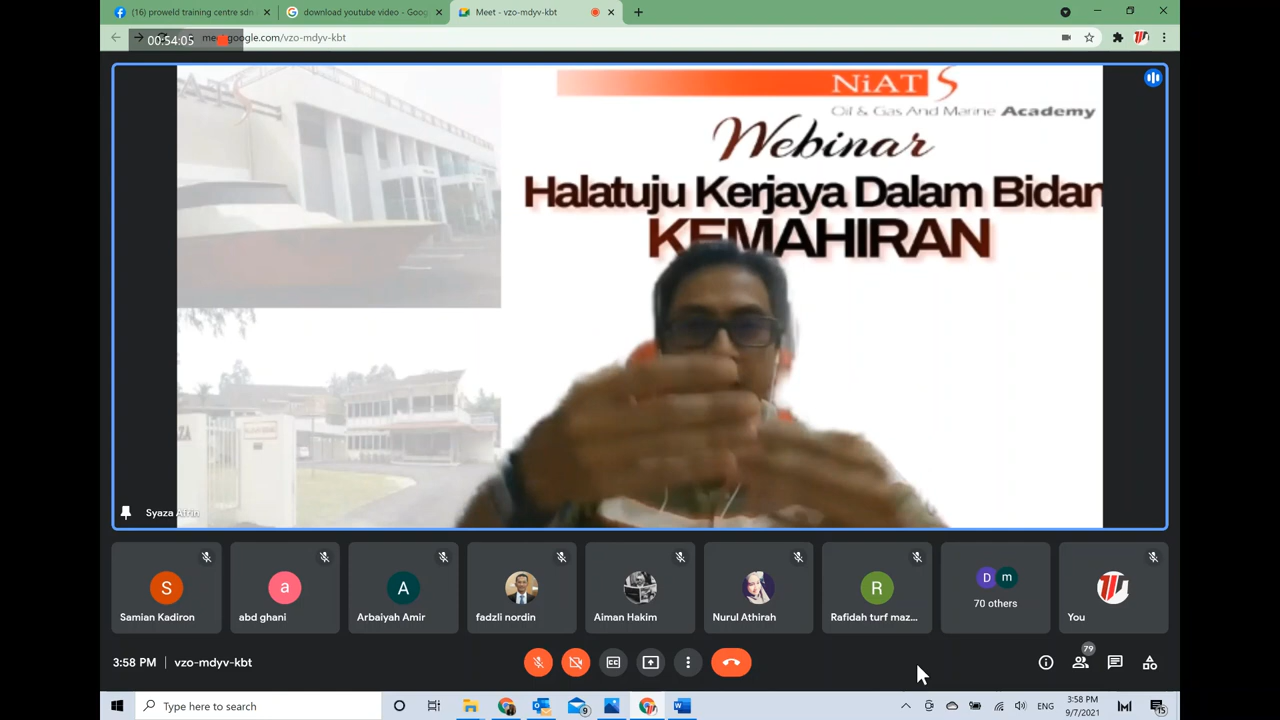 (16) proweld training centre sdn
download youtube video - Goog
Meet - vzo-mdyv-kbt
00:54:05
google.com/vzo-mdyv-kbt
NiATS
Oil & Gas And Marine Academy
Webinar
Halatuju Kerjaya Dalam Bidan
KEMAHIRAN
Syaza Afrin
Samian Kadiron
abd ghani
Arbaiyah Amir
fadzli nordin
Aiman Hakim
Nurul Athirah
Rafidah turf maz...
70 others
You
S
a
A
R
D
m
3:58 PM
vzo-mdyv-kbt
79
Type here to search
9
ENG
3:58 PM
9/7/2021
15